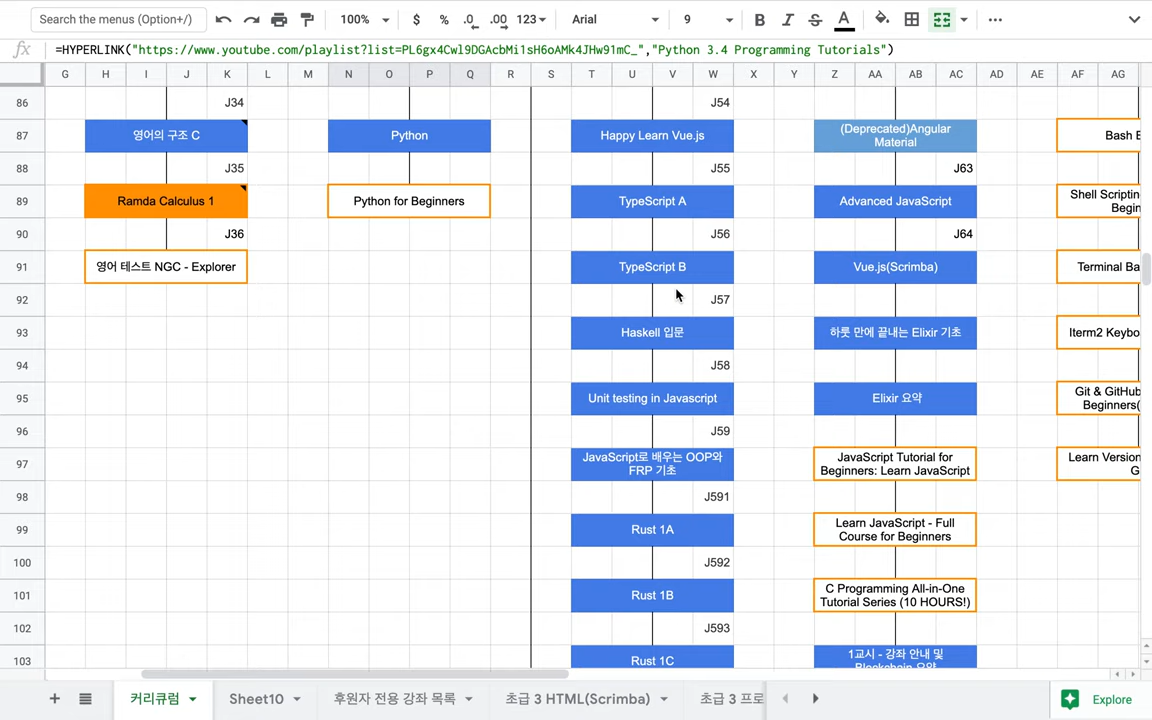 Search the menus (Option+/) 100% $ % .0 .00 123 Arial 9 B I S A
fx =HYPERLINK("https://www.youtube.com/playlist?list=PL6gx4Cwl9DGAcbMi1sH6oAMk4JHw91mC_","Python 3.4 Programming Tutorials")
G H I J K L M N O P Q R S T U V W X Y Z AA AB AC AD AE AF AG
86 J34 J54
87 영어의 구조 C Python Happy Learn Vue.js (Deprecated)Angular
Material
88 J35 J55 J63
89 Ramda Calculus 1 Python for Beginners TypeScript A Advanced JavaScript Shell Scriptin
Begin
90 J36 J56 J64
91 영어 테스트 NGC - Explorer TypeScript B Vue.js(Scrimba) Terminal Ba
92 J57
93 Haskell 입문 하룻 만에 끝내는 Elixir 기초 Iterm2 Keybo
94 J58
95 Unit testing in Javascript Elixir 요약 Git & GitHub
Beginners(
96 J59
97 JavaScript로 배우는 OOP와
FRP 기초 JavaScript Tutorial for
Beginners: Learn JavaScript Learn Version
G
98 J591
99 Rust 1A Learn JavaScript - Full
Course for Beginners
100 J592
101 Rust 1B C Programming All-in-One
Tutorial Series (10 HOURS!)
102 J593
103 Rust 1C 1교시 - 강좌 안내 및
Blockchain 요약
커리큘럼 Sheet10 후원자 전용 강좌 목록 초급 3 HTML(Scrimba) 초급 3 프로 Explore